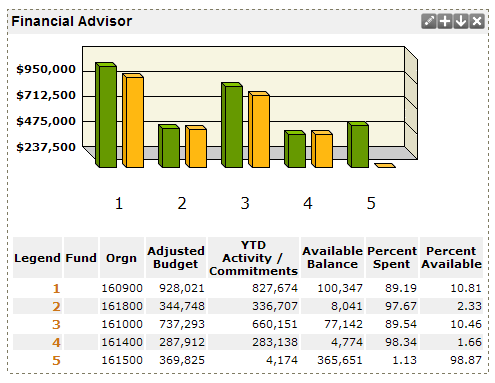 Financial Advisor
$950,000
$712,500
$475,000
$237,500
1 2 3 4 5
Legend Fund Orgn Adjusted Budget YTD Activity / Commitments Available Balance Percent Spent Percent Available
1 160900 928,021 827,674 100,347 89.19 10.81
2 161800 344,748 336,707 8,041 97.67 2.33
3 161000 737,293 660,151 77,142 89.54 10.46
4 161400 287,912 283,138 4,774 98.34 1.66
5 161500 369,825 4,174 365,651 1.13 98.87